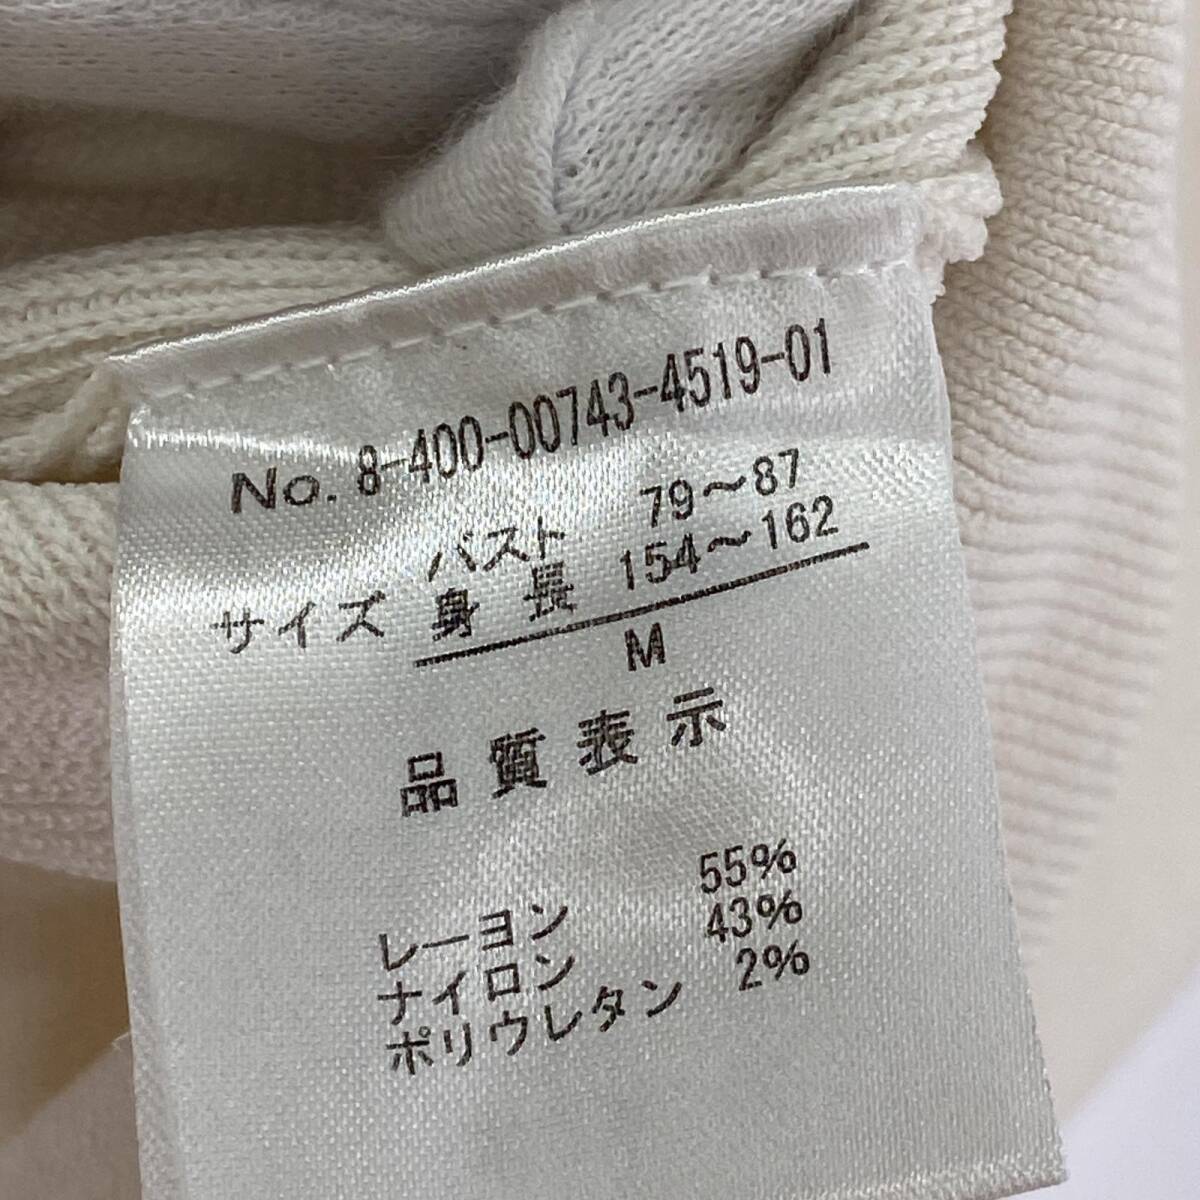 No. 8-400-00743-4519-01
バスト 79〜87
サイズ 身長 154〜162
M
品質表示
レーヨン 55%
ナイロン 43%
ポリウレタン 2%